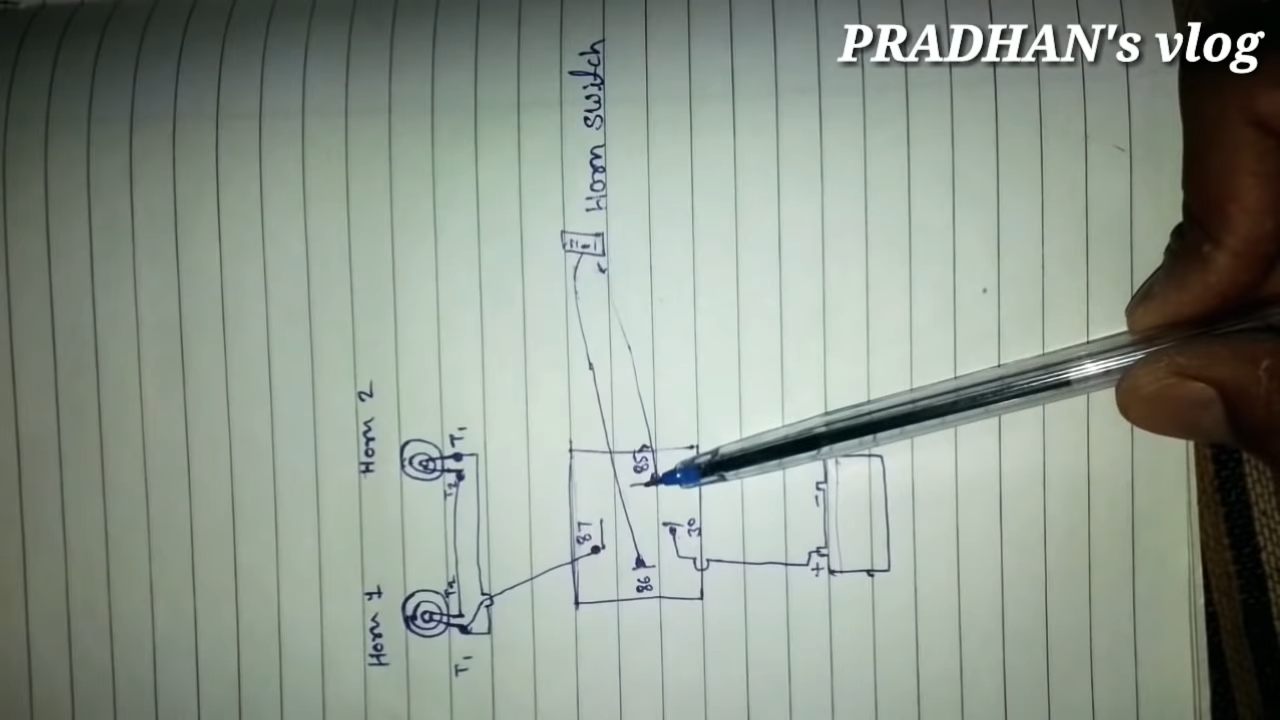 PRADHAN's vlog
Horn switch
Horn 2
Horn 1
T1
T2
T2
T1
87
85
86
30
-
+